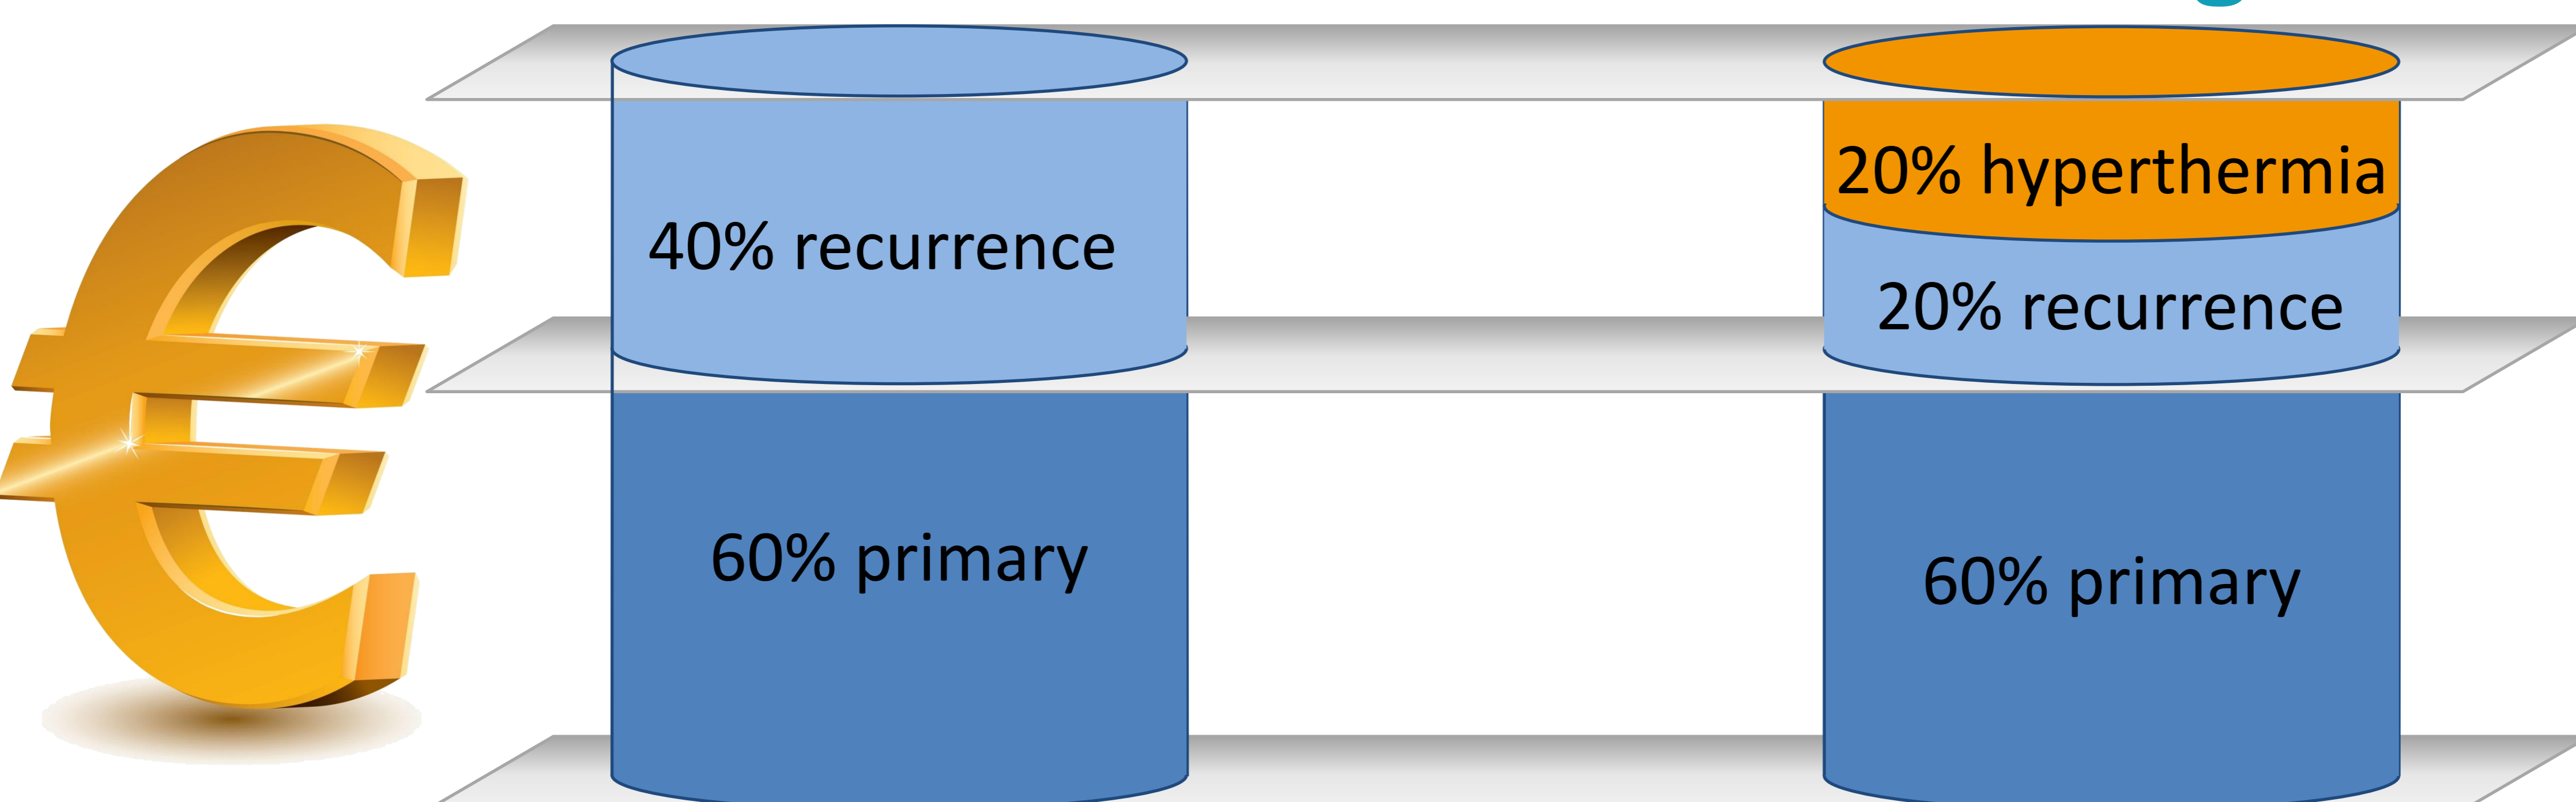 40% recurrence
60% primary
20% hyperthermia
20% recurrence
60% primary